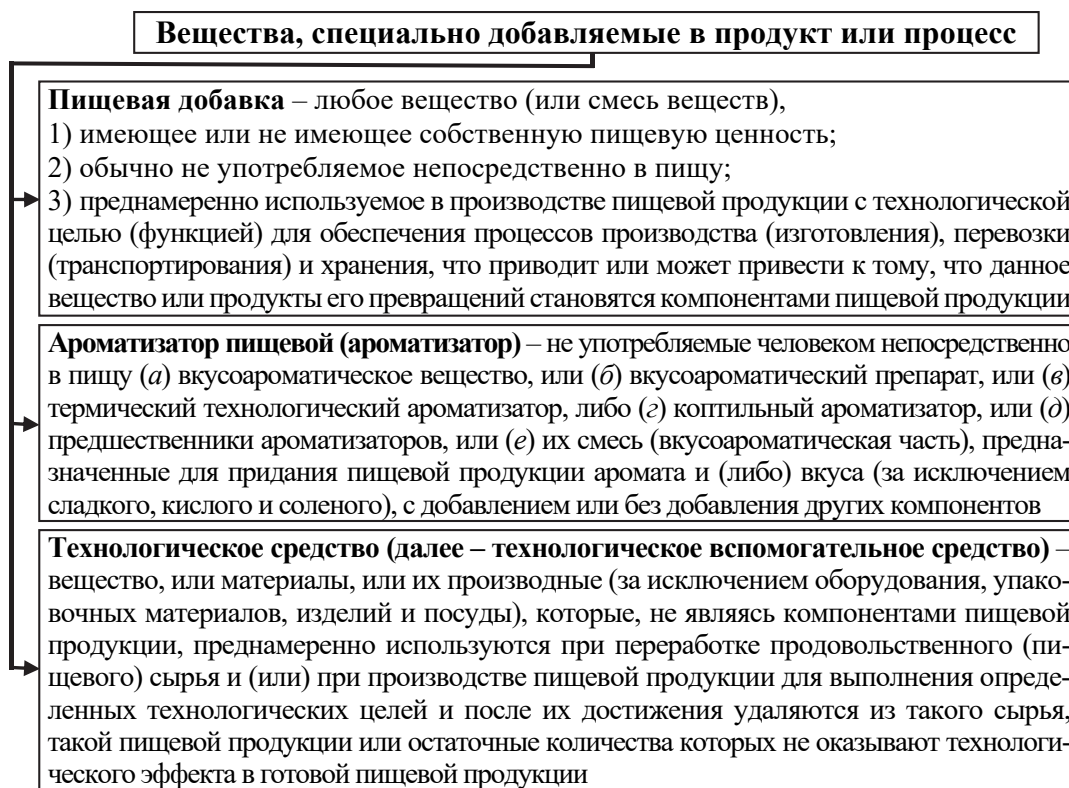 Вещества, специально добавляемые в продукт или процесс
Пищевая добавка – любое вещество (или смесь веществ),
1) имеющее или не имеющее собственную пищевую ценность;
2) обычно не употребляемое непосредственно в пищу;
3) преднамеренно используемое в производстве пищевой продукции с технологической
целью (функцией) для обеспечения процессов производства (изготовления), перевозки
(транспортирования) и хранения, что приводит или может привести к тому, что данное
вещество или продукты его превращений становятся компонентами пищевой продукции
Ароматизатор пищевой (ароматизатор) – не употребляемые человеком непосредственно
в пищу (а) вкусоароматическое вещество, или (б) вкусоароматический препарат, или (в)
термический технологический ароматизатор, либо (г) коптильный ароматизатор, или (д)
предшественники ароматизаторов, или (е) их смесь (вкусоароматическая часть), предна-
значенные для придания пищевой продукции аромата и (либо) вкуса (за исключением
сладкого, кислого и соленого), с добавлением или без добавления других компонентов
Технологическое средство (далее – технологическое вспомогательное средство) –
вещество, или материалы, или их производные (за исключением оборудования, упако-
вочных материалов, изделий и посуды), которые, не являясь компонентами пищевой
продукции, преднамеренно используются при переработке продовольственного (пи-
щевого) сырья и (или) при производстве пищевой продукции для выполнения опреде-
ленных технологических целей и после их достижения удаляются из такого сырья,
такой пищевой продукции или остаточные количества которых не оказывают технологи-
ческого эффекта в готовой пищевой продукции